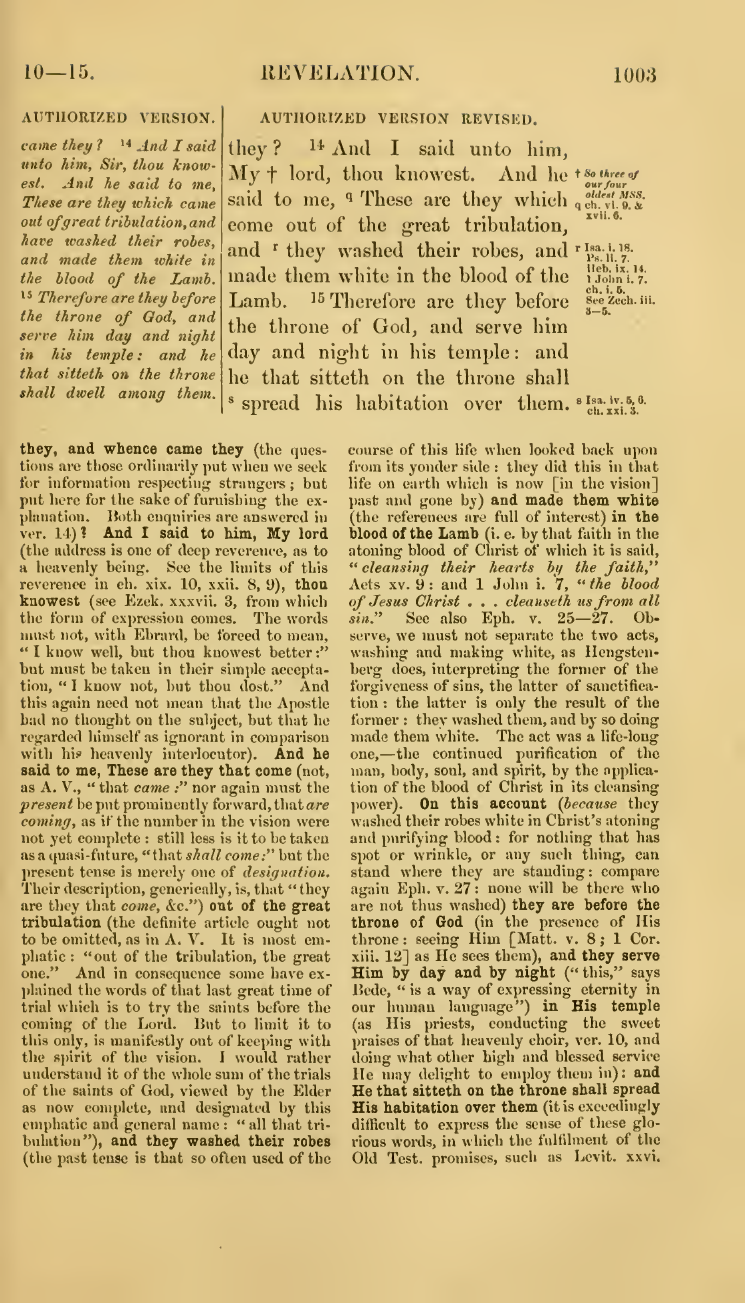 10—15.
REVELATION.
1003
AUTHORIZED VERSION.
came they? 14 And I said
unto him, Sir, thou know-
est. And he said to me,
These are they which came
out of great tribulation, and
have washed their robes,
and made them white in
the blood of the Lamb.
15 Therefore are they before
the throne of God, and
serve him day and night
in his temple: and he
that sitteth on the throne
shall dwell among them.
AUTHORIZED VERSION REVISED.
they? 14 And I said unto him,
My † lord, thou knowest. And he
said to me, q These are they which
come out of the great tribulation,
and r they washed their robes, and
made them white in the blood of the
Lamb. 15 Therefore are they before
the throne of God, and serve him
day and night in his temple: and
he that sitteth on the throne shall
s spread his habitation over them.
† So three of
our four
oldest MSS.
q ch. vi. 9, &
xvii. 6.
r Isa. i. 18.
Ps. li. 7.
Heb. ix. 14.
1 John i. 7.
ch. i. 5.
See Zech. iii.
3—5.
s Isa. iv. 5, 6.
ch. xxi. 3.
they, and whence came they (the ques-
tions are those ordinarily put when we seek
for information respecting strangers; but
put here for the sake of furnishing the ex-
planation. Both enquiries are answered in
ver. 14)? And I said to him, My lord
(the address is one of deep reverence, as to
a heavenly being. See the limits of this
reverence in ch. xix. 10, xxii. 8, 9), thou
knowest (see Ezek. xxxvii. 3, from which
the form of expression comes. The words
must not, with Ebrard, be forced to mean,
“I know well, but thou knowest better:”
but must be taken in their simple accepta-
tion, “I know not, but thou dost.” And
this again need not mean that the Apostle
had no thought on the subject, but that he
regarded himself as ignorant in comparison
with his heavenly interlocutor). And he
said to me, These are they that come (not,
as A. V., “that came:” nor again must the
present be put prominently forward, that are
coming, as if the number in the vision were
not yet complete: still less is it to be taken
as a quasi-future, “that shall come:” but the
present tense is merely one of designation.
Their description, generically, is, that “they
are they that come, &c.”) out of the great
tribulation (the definite article ought not
to be omitted, as in A. V. It is most em-
phatic: “out of the tribulation, the great
one.” And in consequence some have ex-
plained the words of that last great time of
trial which is to try the saints before the
coming of the Lord. But to limit it to
this only, is manifestly out of keeping with
the spirit of the vision. I would rather
understand it of the whole sum of the trials
of the saints of God, viewed by the Elder
as now complete, and designated by this
emphatic and general name: “all that tri-
bulation”), and they washed their robes
(the past tense is that so often used of the
course of this life when looked back upon
from its yonder side: they did this in that
life on earth which is now [in the vision]
past and gone by) and made them white
(the references are full of interest) in the
blood of the Lamb (i. e. by that faith in the
atoning blood of Christ of which it is said,
“cleansing their hearts by the faith,”
Acts xv. 9: and 1 John i. 7, “the blood
of Jesus Christ . . . cleanseth us from all
sin.” See also Eph. v. 25—27. Ob-
serve, we must not separate the two acts,
washing and making white, as Hengsten-
berg does, interpreting the former of the
forgiveness of sins, the latter of sanctifica-
tion: the latter is only the result of the
former: they washed them, and by so doing
made them white. The act was a life-long
one,—the continued purification of the
man, body, soul, and spirit, by the applica-
tion of the blood of Christ in its cleansing
power). On this account (because they
washed their robes white in Christ’s atoning
and purifying blood: for nothing that has
spot or wrinkle, or any such thing, can
stand where they are standing: compare
again Eph. v. 27: none will be there who
are not thus washed) they are before the
throne of God (in the presence of His
throne: seeing Him [Matt. v. 8; 1 Cor.
xiii. 12] as He sees them), and they serve
Him by day and by night (“this,” says
Bede, “is a way of expressing eternity in
our human language”) in His temple
(as His priests, conducting the sweet
praises of that heavenly choir, ver. 10, and
doing what other high and blessed service
He may delight to employ them in): and
He that sitteth on the throne shall spread
His habitation over them (it is exceedingly
difficult to express the sense of these glo-
rious words, in which the fulfilment of the
Old Test. promises, such as Levit. xxvi.